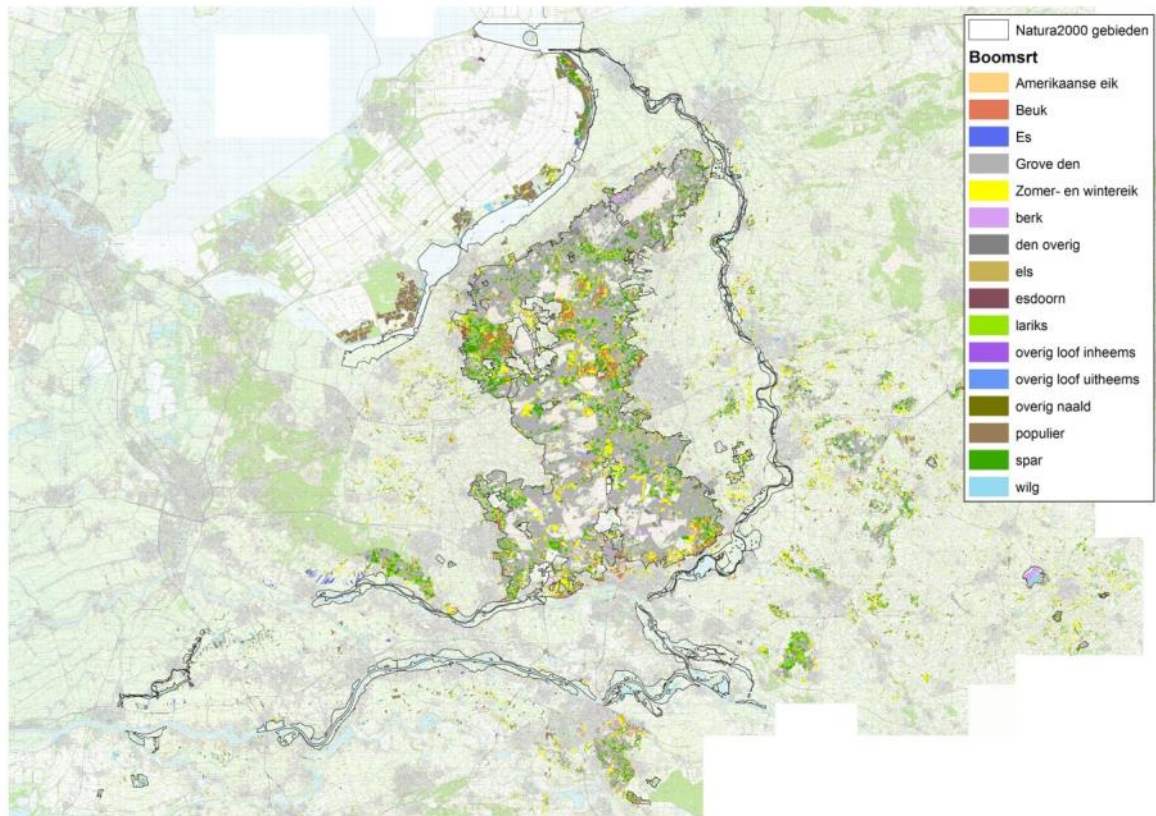 Natura2000 gebieden
Boomsrt
Amerikaanse eik
Beuk
Es
Grove den
Zomer- en wintereik
berk
den overig
els
esdoorn
lariks
overig loof inheems
overig loof uitheems
overig naald
populier
spar
wilg